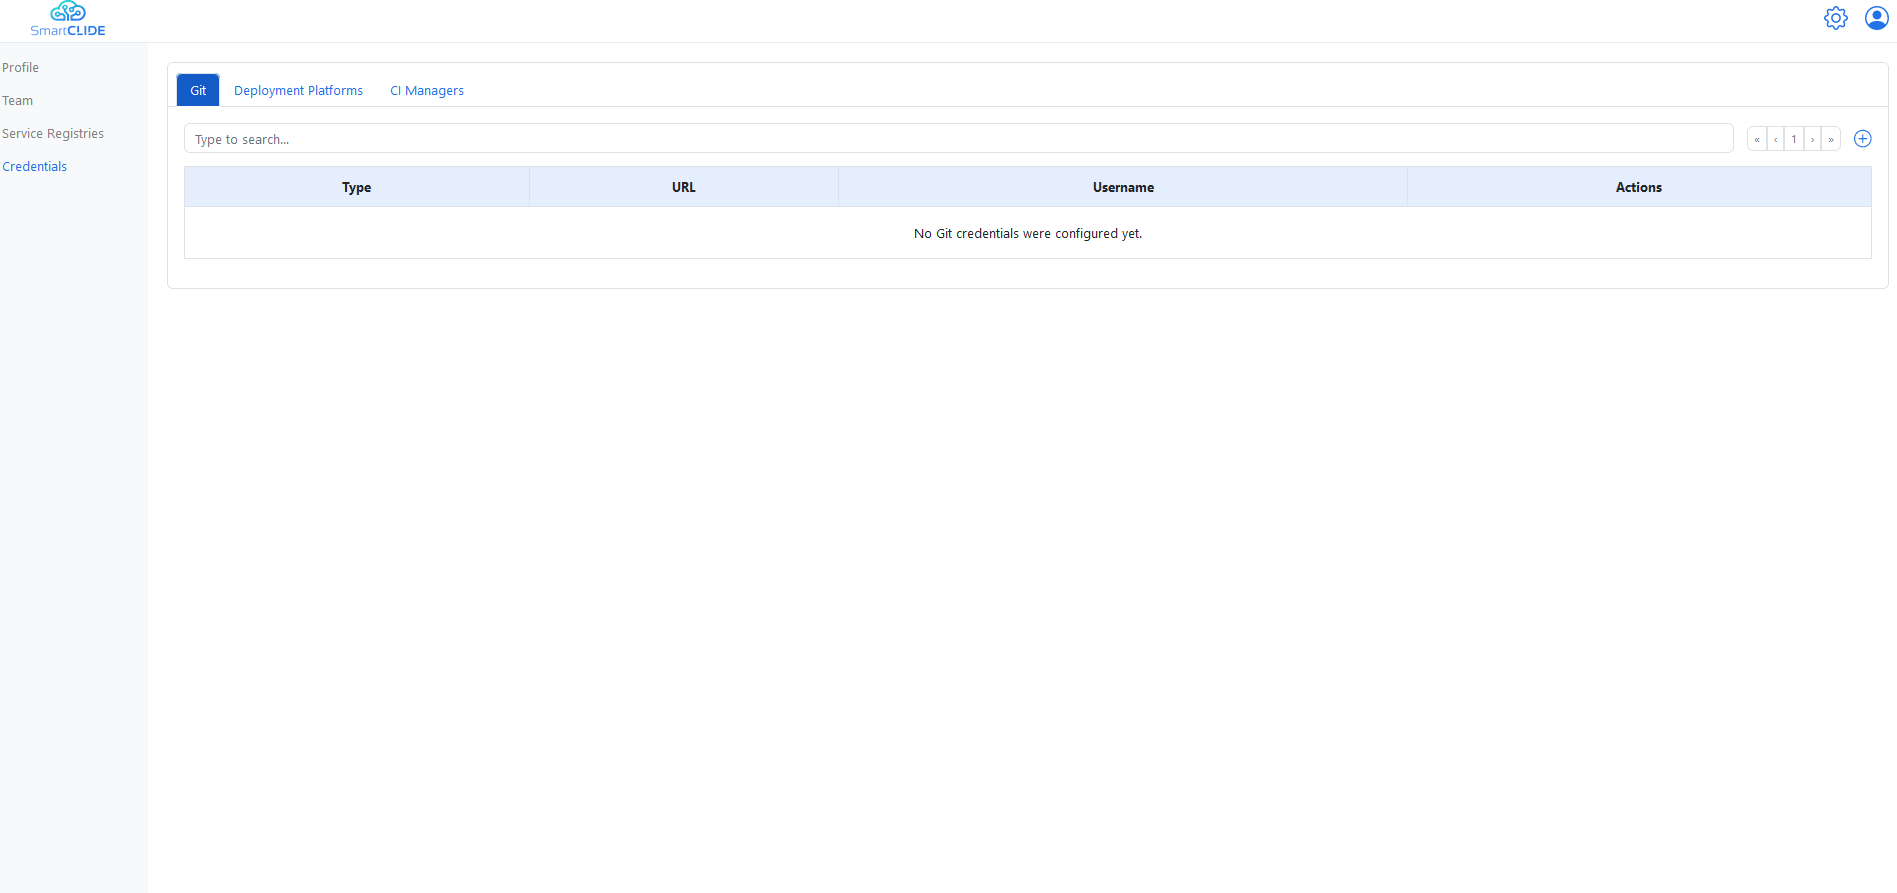 SmartCLIDE
Profile
Team
Service Registries
Credentials
Git Deployment Platforms CI Managers
Type to search...
« ‹ 1 › »
Type URL Username Actions
No Git credentials were configured yet.